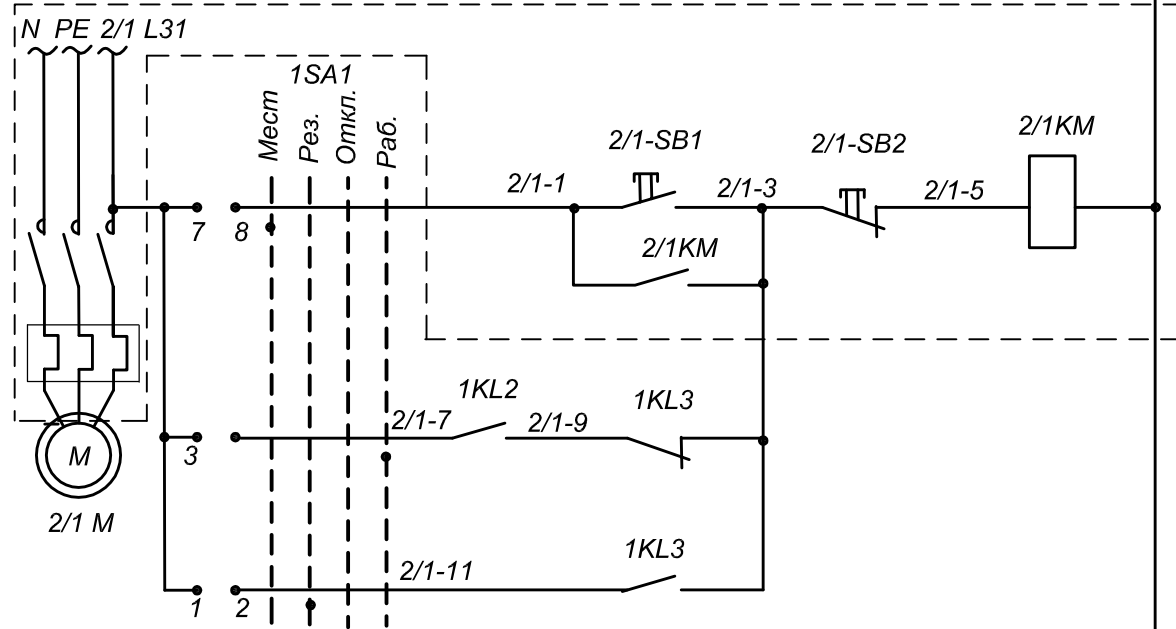 N PE 2/1 L31
1SA1
Мест
Рез.
Откл.
Раб.
2/1-SB1
2/1-SB2
2/1KM
2/1-1
2/1-3
2/1-5
7
8
2/1KM
1KL2
1KL3
2/1-7
2/1-9
3
M
2/1 M
1KL3
2/1-11
1
2